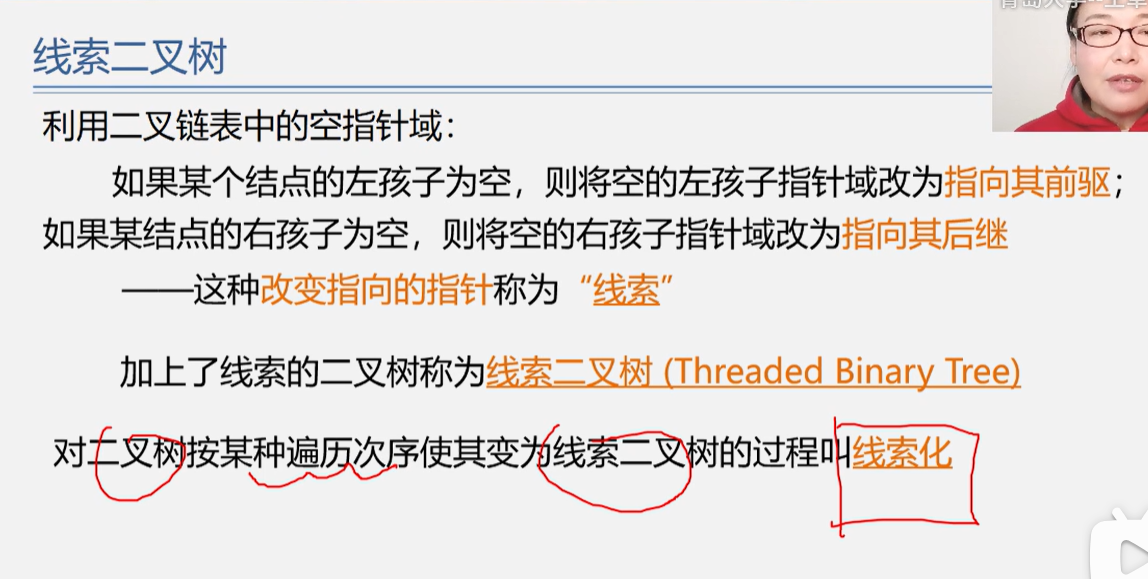 线索二叉树
利用二叉链表中的空指针域：
如果某个结点的左孩子为空，则将空的左孩子指针域改为指向其前驱；
如果某结点的右孩子为空，则将空的右孩子指针域改为指向其后继
——这种改变指向的指针称为“线索”
加上了线索的二叉树称为线索二叉树 (Threaded Binary Tree)
对二叉树按某种遍历次序使其变为线索二叉树的过程叫线索化